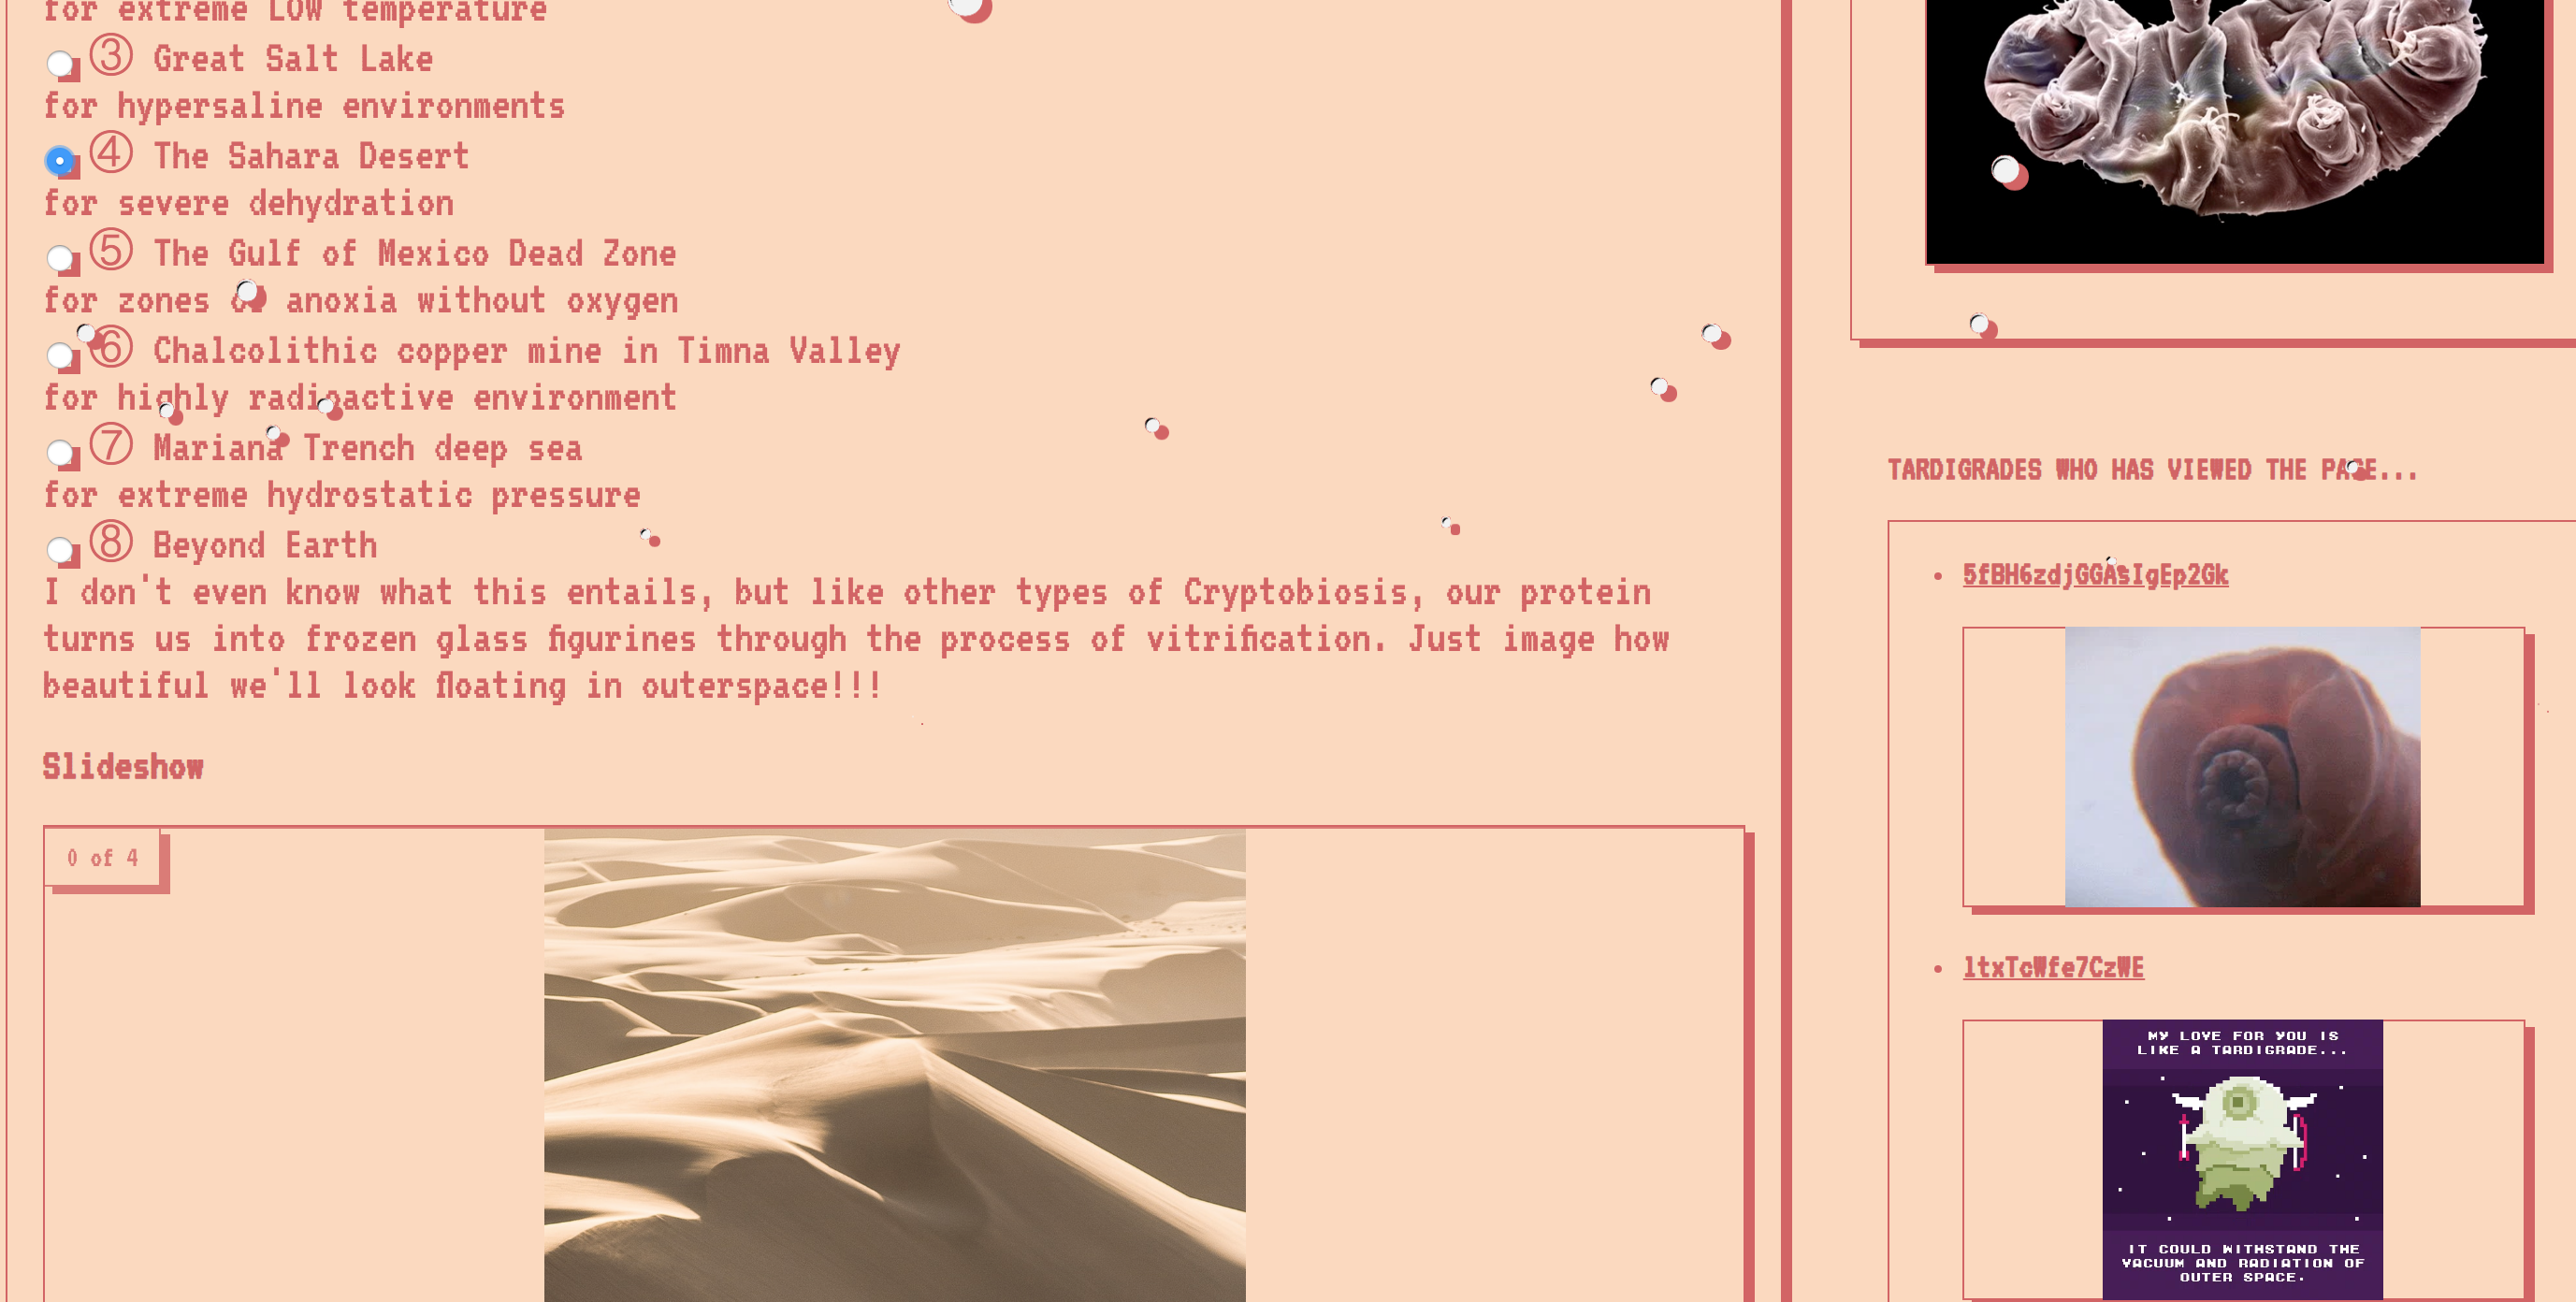 for extreme LOW temperature
③ Great Salt Lake
for hypersaline environments
④ The Sahara Desert
for severe dehydration
⑤ The Gulf of Mexico Dead Zone
for zones of anoxia without oxygen
⑥ Chalcolithic copper mine in Timna Valley
for highly radioactive environment
⑦ Mariana Trench deep sea
for extreme hydrostatic pressure
⑧ Beyond Earth
I don't even know what this entails, but like other types of Cryptobiosis, our protein
turns us into frozen glass figurines through the process of vitrification. Just image how
beautiful we'll look floating in outerspace!!!
Slideshow
0 of 4
TARDIGRADES WHO HAS VIEWED THE PAGE...
5fBH6zdjGGAsIgEp2Gk
ltxTcWfe7CzWE
MY LOVE FOR YOU IS
LIKE A TARDIGRADE...
IT COULD WITHSTAND THE
VACUUM AND RADIATION OF
OUTER SPACE.